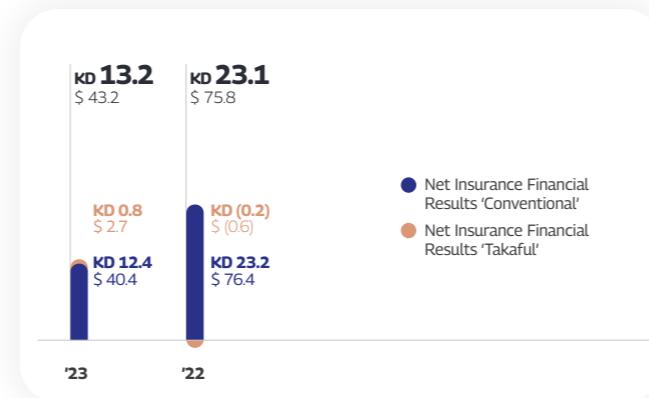 KD 13.2
$ 43.2
KD 0.8
$ 2.7
KD 12.4
$ 40.4
'23
KD 23.1
$ 75.8
KD (0.2)
$ (0.6)
KD 23.2
$ 76.4
'22
Net Insurance Financial
Results 'Conventional'
Net Insurance Financial
Results 'Takaful'